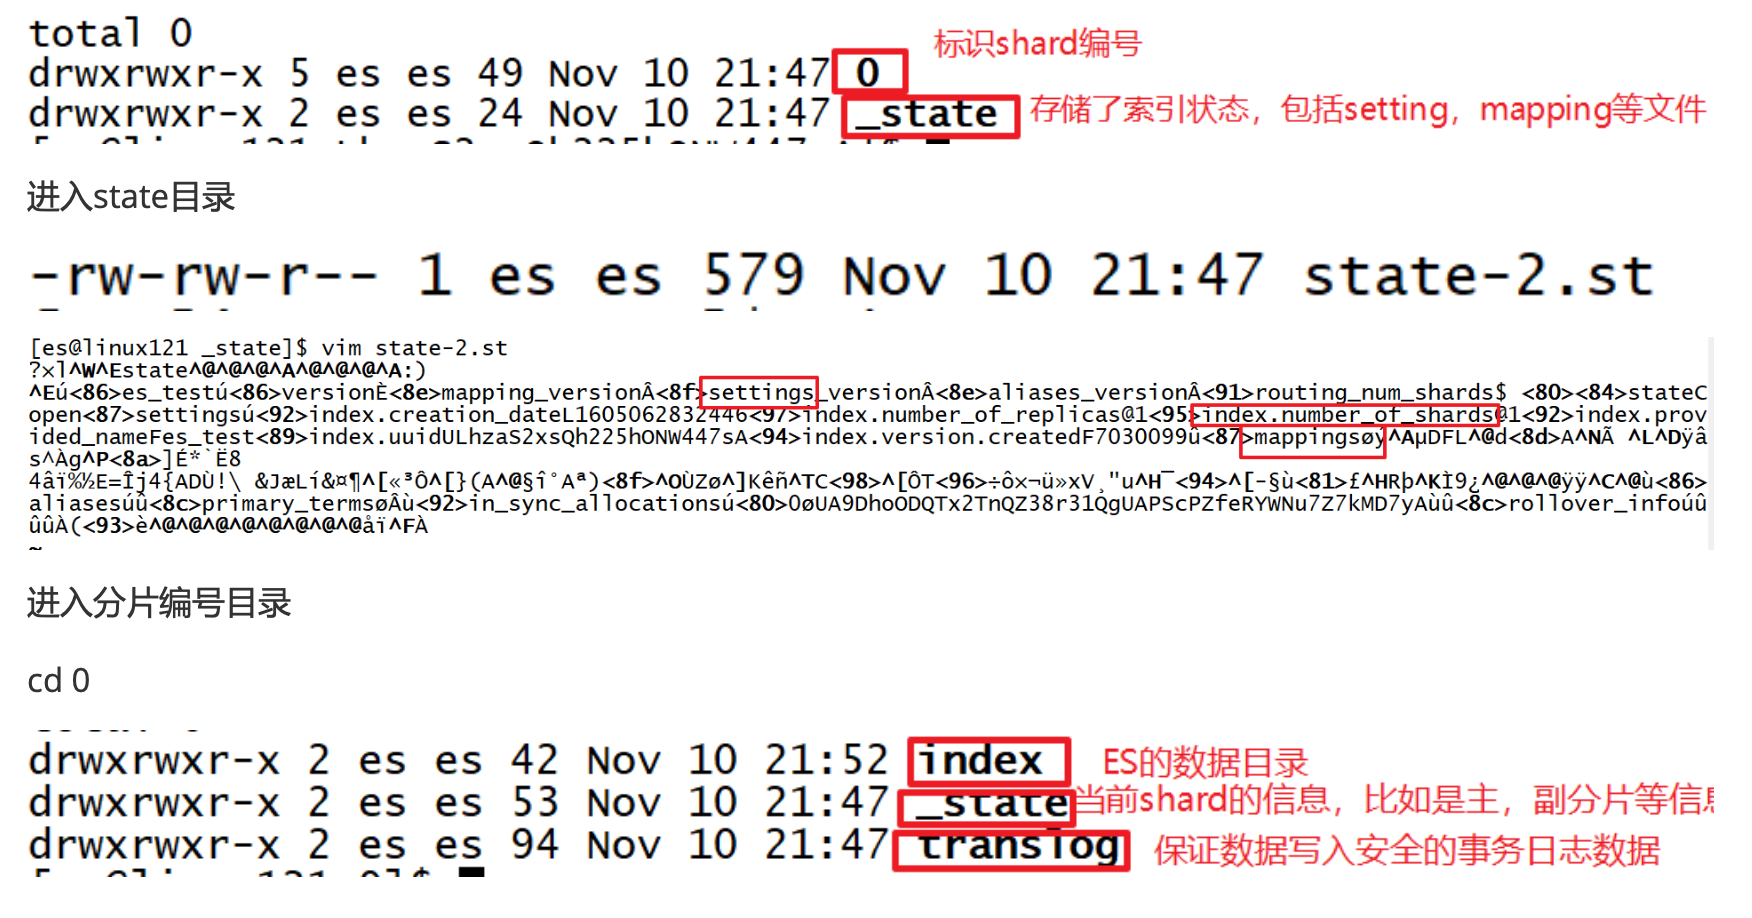 total 0
标识shard编号
drwxrwxr-x 5 es es 49 Nov 10 21:47 0
drwxrwxr-x 2 es es 24 Nov 10 21:47 _state 存储了索引状态，包括setting，mapping等文件
进入state目录
-rw-rw-r-- 1 es es 579 Nov 10 21:47 state-2.st
[es@linux121 _state]$ vim state-2.st
?×l^W^Estate^@^@^@^A^@^@^@^A:)
^Eú<86>es_testú<86>versionÈ<8e>mapping_versionÂ<8f>settings_versionÂ<8e>aliases_versionÂ<91>routing_num_shards$ <80><84>stateC
open<87>settingsú<92>index.creation_dateL1605062832446<97>index.number_of_replicas@1<95>index.number_of_shards@1<92>index.prov
ided_nameFes_test<89>index.uuidULhzaS2xsQh225hONW447sA<94>index.version.createdF7030099û<87>mappingsøý^AµDFL^@d<8d>A^NÃ ^L^Dÿâ
s^Àg^P<8a>]É*`Ë8
4âï%½E=Îj4{ADÙ!\ &JæLí&¤¶^[«³Ô^[}(A^@§î°Aª)<8f>^OÙZø^]Kêñ^TC<98>^[ÔT<96>÷ôx¬ü»xV¸"u^H¯<94>^[-§ù<81>£^HRþ^KÌ9¿^@^@^@ÿÿ^C^@ù<86>
aliasesúû<8c>primary_termsøÂù<92>in_sync_allocationsú<80>0øUA9DhoODQTx2TnQZ38r31QgUAPScPZfeRYWNu7Z7kMD7yAùû<8c>rollover_infoúû
ûûÀ(<93>è^@^@^@^@^@^@^@^@åï^FÀ
~
进入分片编号目录
cd 0
drwxrwxr-x 2 es es 42 Nov 10 21:52 index ES的数据目录
drwxrwxr-x 2 es es 53 Nov 10 21:47 _state 当前shard的信息，比如是主，副分片等信息
drwxrwxr-x 2 es es 94 Nov 10 21:47 translog 保证数据写入安全的事务日志数据